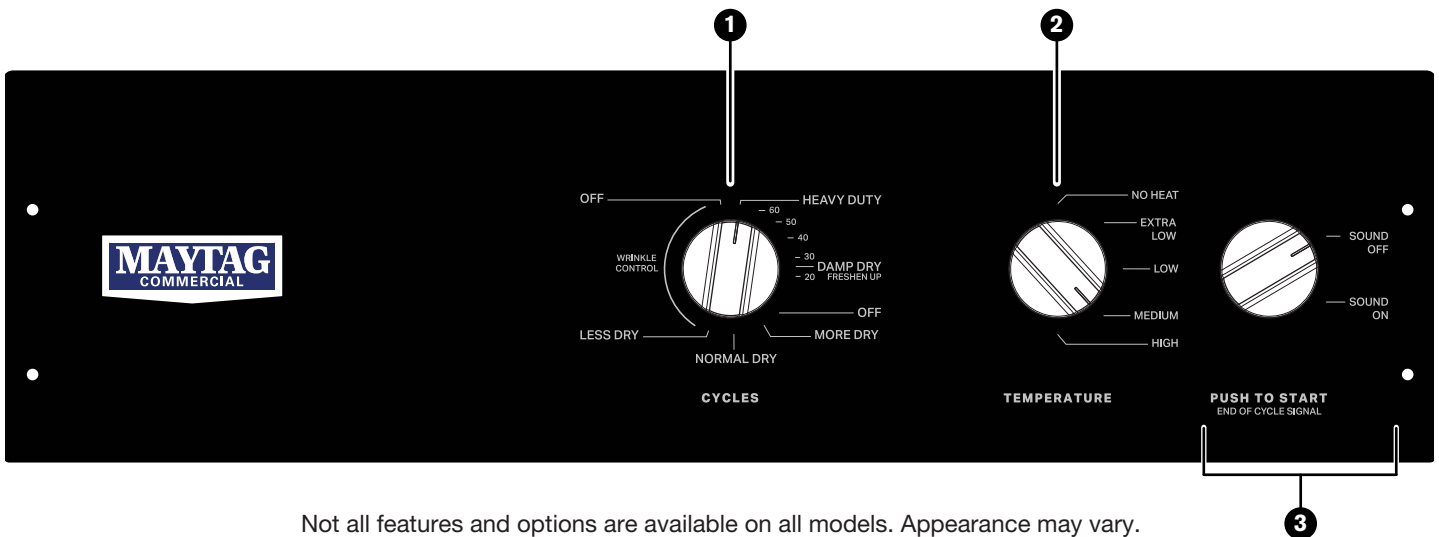 1
2
MAYTAG
COMMERCIAL
OFF
HEAVY DUTY
60
50
40
30
DAMP DRY
20
FRESHEN UP
OFF
MORE DRY
NORMAL DRY
LESS DRY
WRINKLE
CONTROL
CYCLES
NO HEAT
EXTRA
LOW
LOW
MEDIUM
HIGH
TEMPERATURE
SOUND
OFF
SOUND
ON
PUSH TO START
END OF CYCLE SIGNAL
3
Not all features and options are available on all models. Appearance may vary.